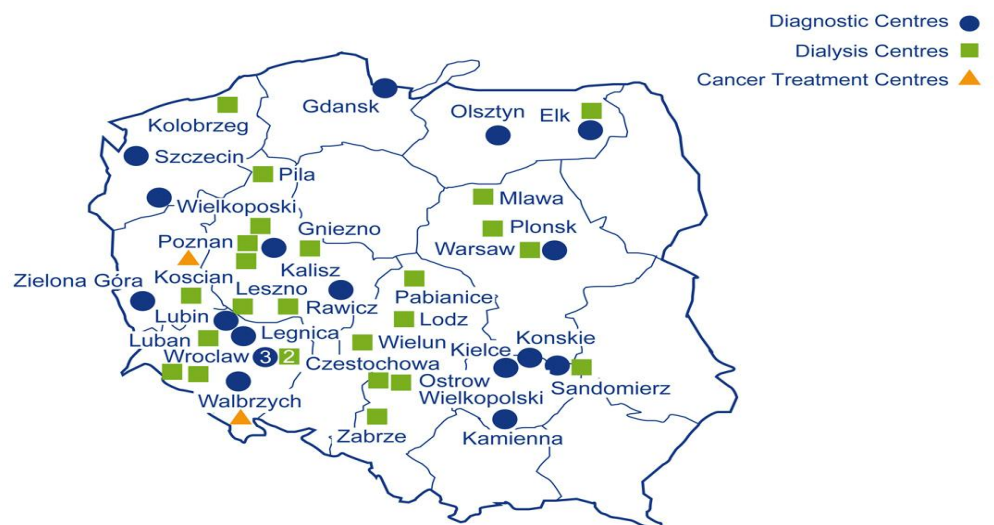 Diagnostic Centres
Dialysis Centres
Cancer Treatment Centres
Gdansk
Olsztyn
Elk
Kolobrzeg
Szczecin
Pila
Wielkoposki
Mlawa
Gniezno
Plonsk
Poznan
Warsaw
Koscian
Kalisz
Zielona Góra
Leszno
Pabianice
Rawicz
Lubin
Lodz
Legnica
Luban
Wielun
Konskie
Wroclaw
3
2
Kielce
Czestochowa
Ostrow
Wielkopolski
Sandomierz
Walbrzych
Zabrze
Kamienna